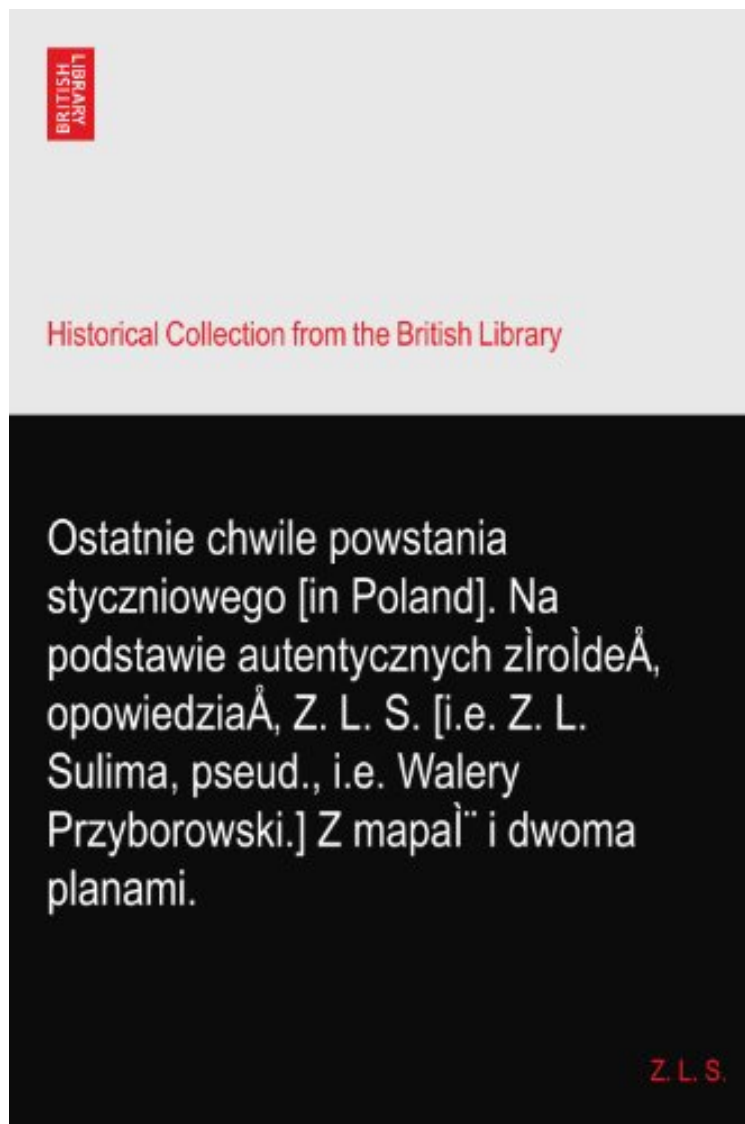 BRITISH
LIBRARY
Historical Collection from the British Library
Ostatnie chwile powstania
styczniowego [in Poland]. Na
podstawie autentycznych zÌroÌdeÅ‚
opowiedziaÅ‚ Z. L. S. [i.e. Z. L.
Sulima, pseud., i.e. Walery
Przyborowski.] Z mapaÌ¨ i dwoma
planami.
Z. L. S.